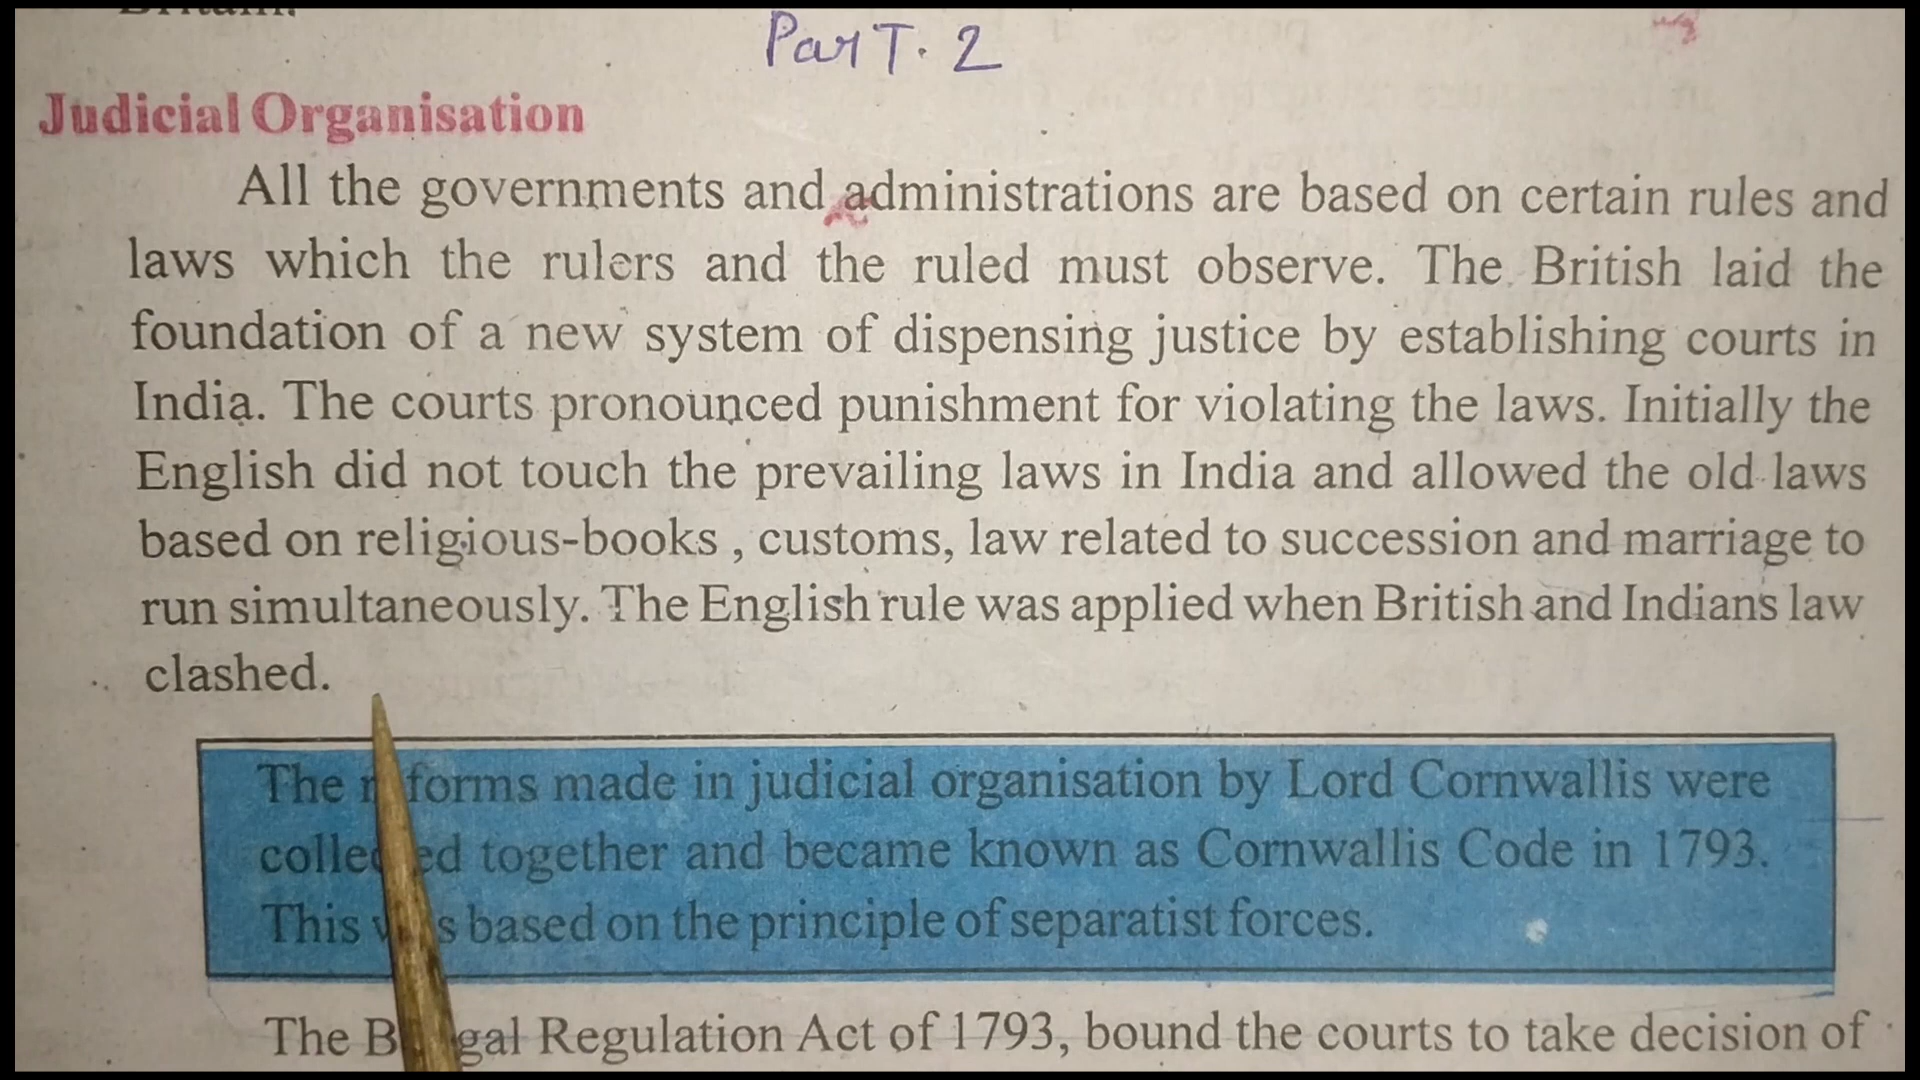 Britain.
Part. 2
Judicial Organisation
All the governments and administrations are based on certain rules and
laws which the rulers and the ruled must observe. The British laid the
foundation of a new system of dispensing justice by establishing courts in
India. The courts pronounced punishment for violating the laws. Initially the
English did not touch the prevailing laws in India and allowed the old laws
based on religious-books , customs, law related to succession and marriage to
run simultaneously. The English rule was applied when British and Indians law
clashed.
The reforms made in judicial organisation by Lord Cornwallis were
collected together and became known as Cornwallis Code in 1793.
This was based on the principle of separatist forces.
The Bengal Regulation Act of 1793, bound the courts to take decision of